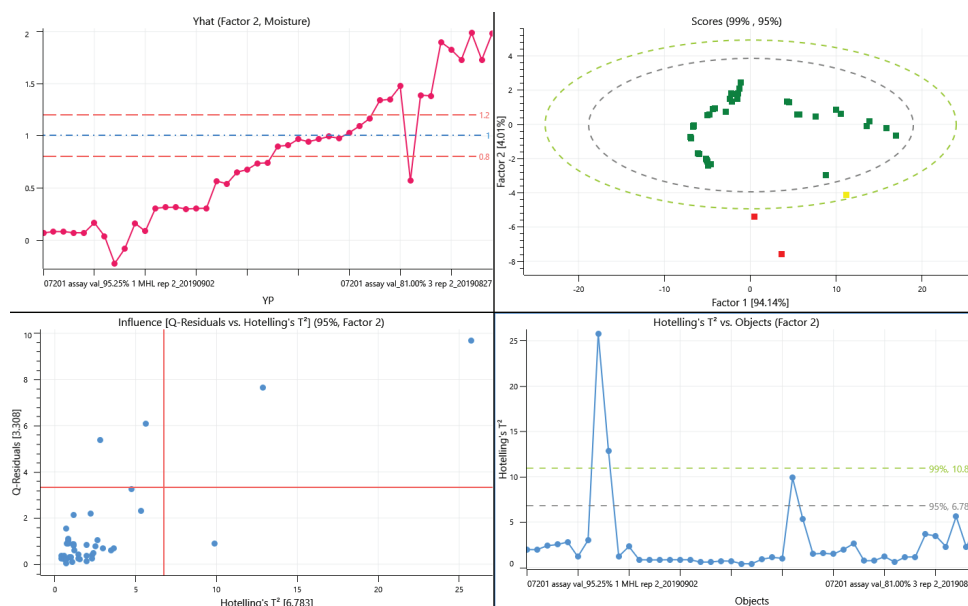 Yhat (Factor 2, Moisture)
2
1.5
1
0.5
0
1.2
1
0.8
07201 assay val_95.25% 1 MHL rep 2_20190902
07201 assay val_81.00% 3 rep 2_20190827
YP
Scores (99% , 95%)
Factor 2 [4.01%]
4
2
0
-2
-4
-6
-8
-20
-10
0
10
20
Factor 1 [94.14%]
Influence [Q-Residuals vs. Hotelling's T² (95%, Factor 2)
Q-Residuals [3.308]
10
8
6
4
2
0
0
5
10
15
20
25
Hotelling's T² [6.783]
Hotelling's T² vs. Objects (Factor 2)
Hotelling's T²
25
20
15
10
5
0
99%, 10.8
95%, 6.78
07201 assay val_95.25% 1 MHL rep 2_20190902
07201 assay val_81.00% 3 rep 2_201908
Objects